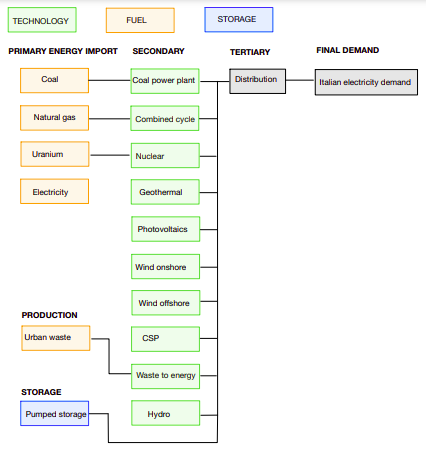 TECHNOLOGY FUEL STORAGE
PRIMARY ENERGY IMPORT SECONDARY TERTIARY FINAL DEMAND
Coal Coal power plant Distribution Italian electricity demand
Natural gas Combined cycle
Uranium Nuclear
Electricity Geothermal
Photovoltaics
Wind onshore
Wind offshore
PRODUCTION
Urban waste CSP
Waste to energy
STORAGE
Pumped storage Hydro